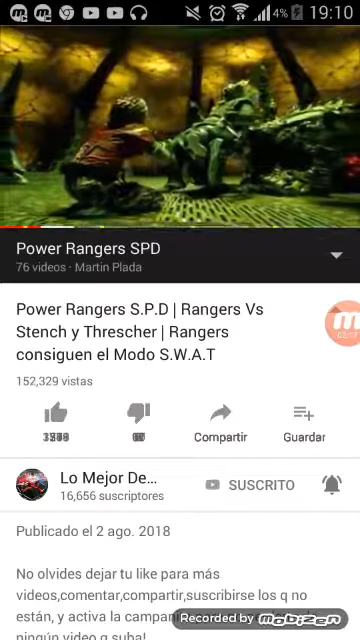 4% 19:10
Power Rangers SPD
76 videos · Martin Plada
Power Rangers S.P.D | Rangers Vs
Stench y Threscher | Rangers
consiguen el Modo S.W.A.T
152,329 vistas
Compartir
Guardar
Lo Mejor De...
16,656 suscriptores
SUSCRITO
Publicado el 2 ago. 2018
No olvides dejar tu like para más
videos,comentar,compartir,suscribirse los q no
están, y activa la campani
ningún video q suba!
Recorded by mobizen